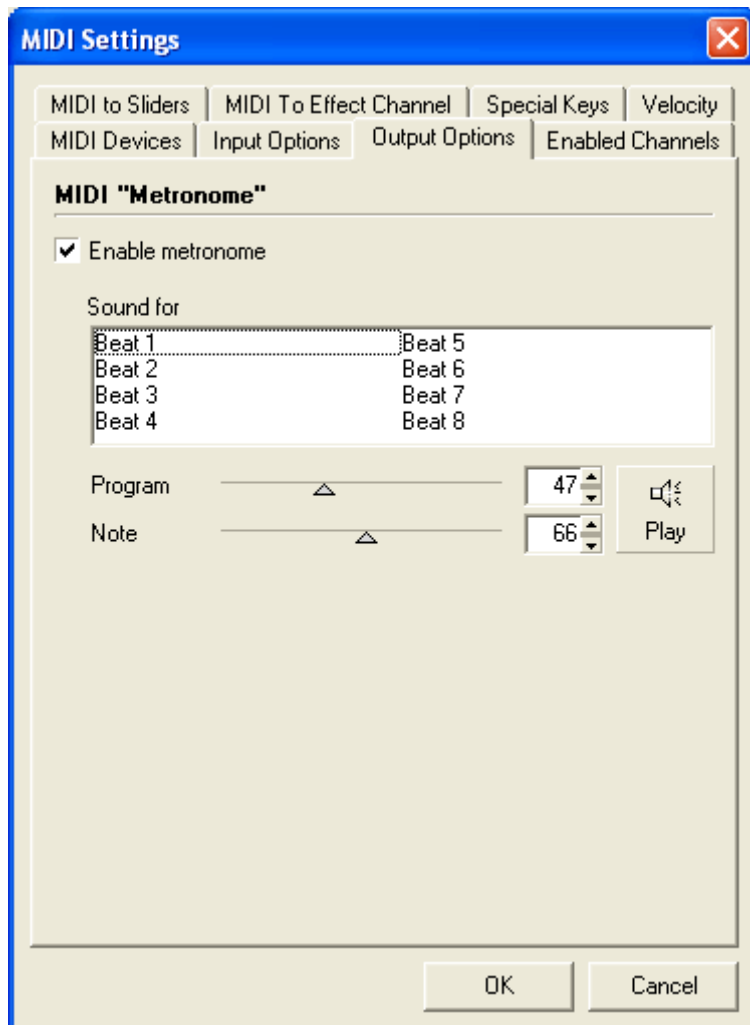 MIDI Settings
MIDI to Sliders MIDI To Effect Channel Special Keys Velocity
MIDI Devices Input Options Output Options Enabled Channels
MIDI "Metronome"
Enable metronome
Sound for
Beat 1 Beat 5
Beat 2 Beat 6
Beat 3 Beat 7
Beat 4 Beat 8
Program 47
Note 66 Play
OK Cancel